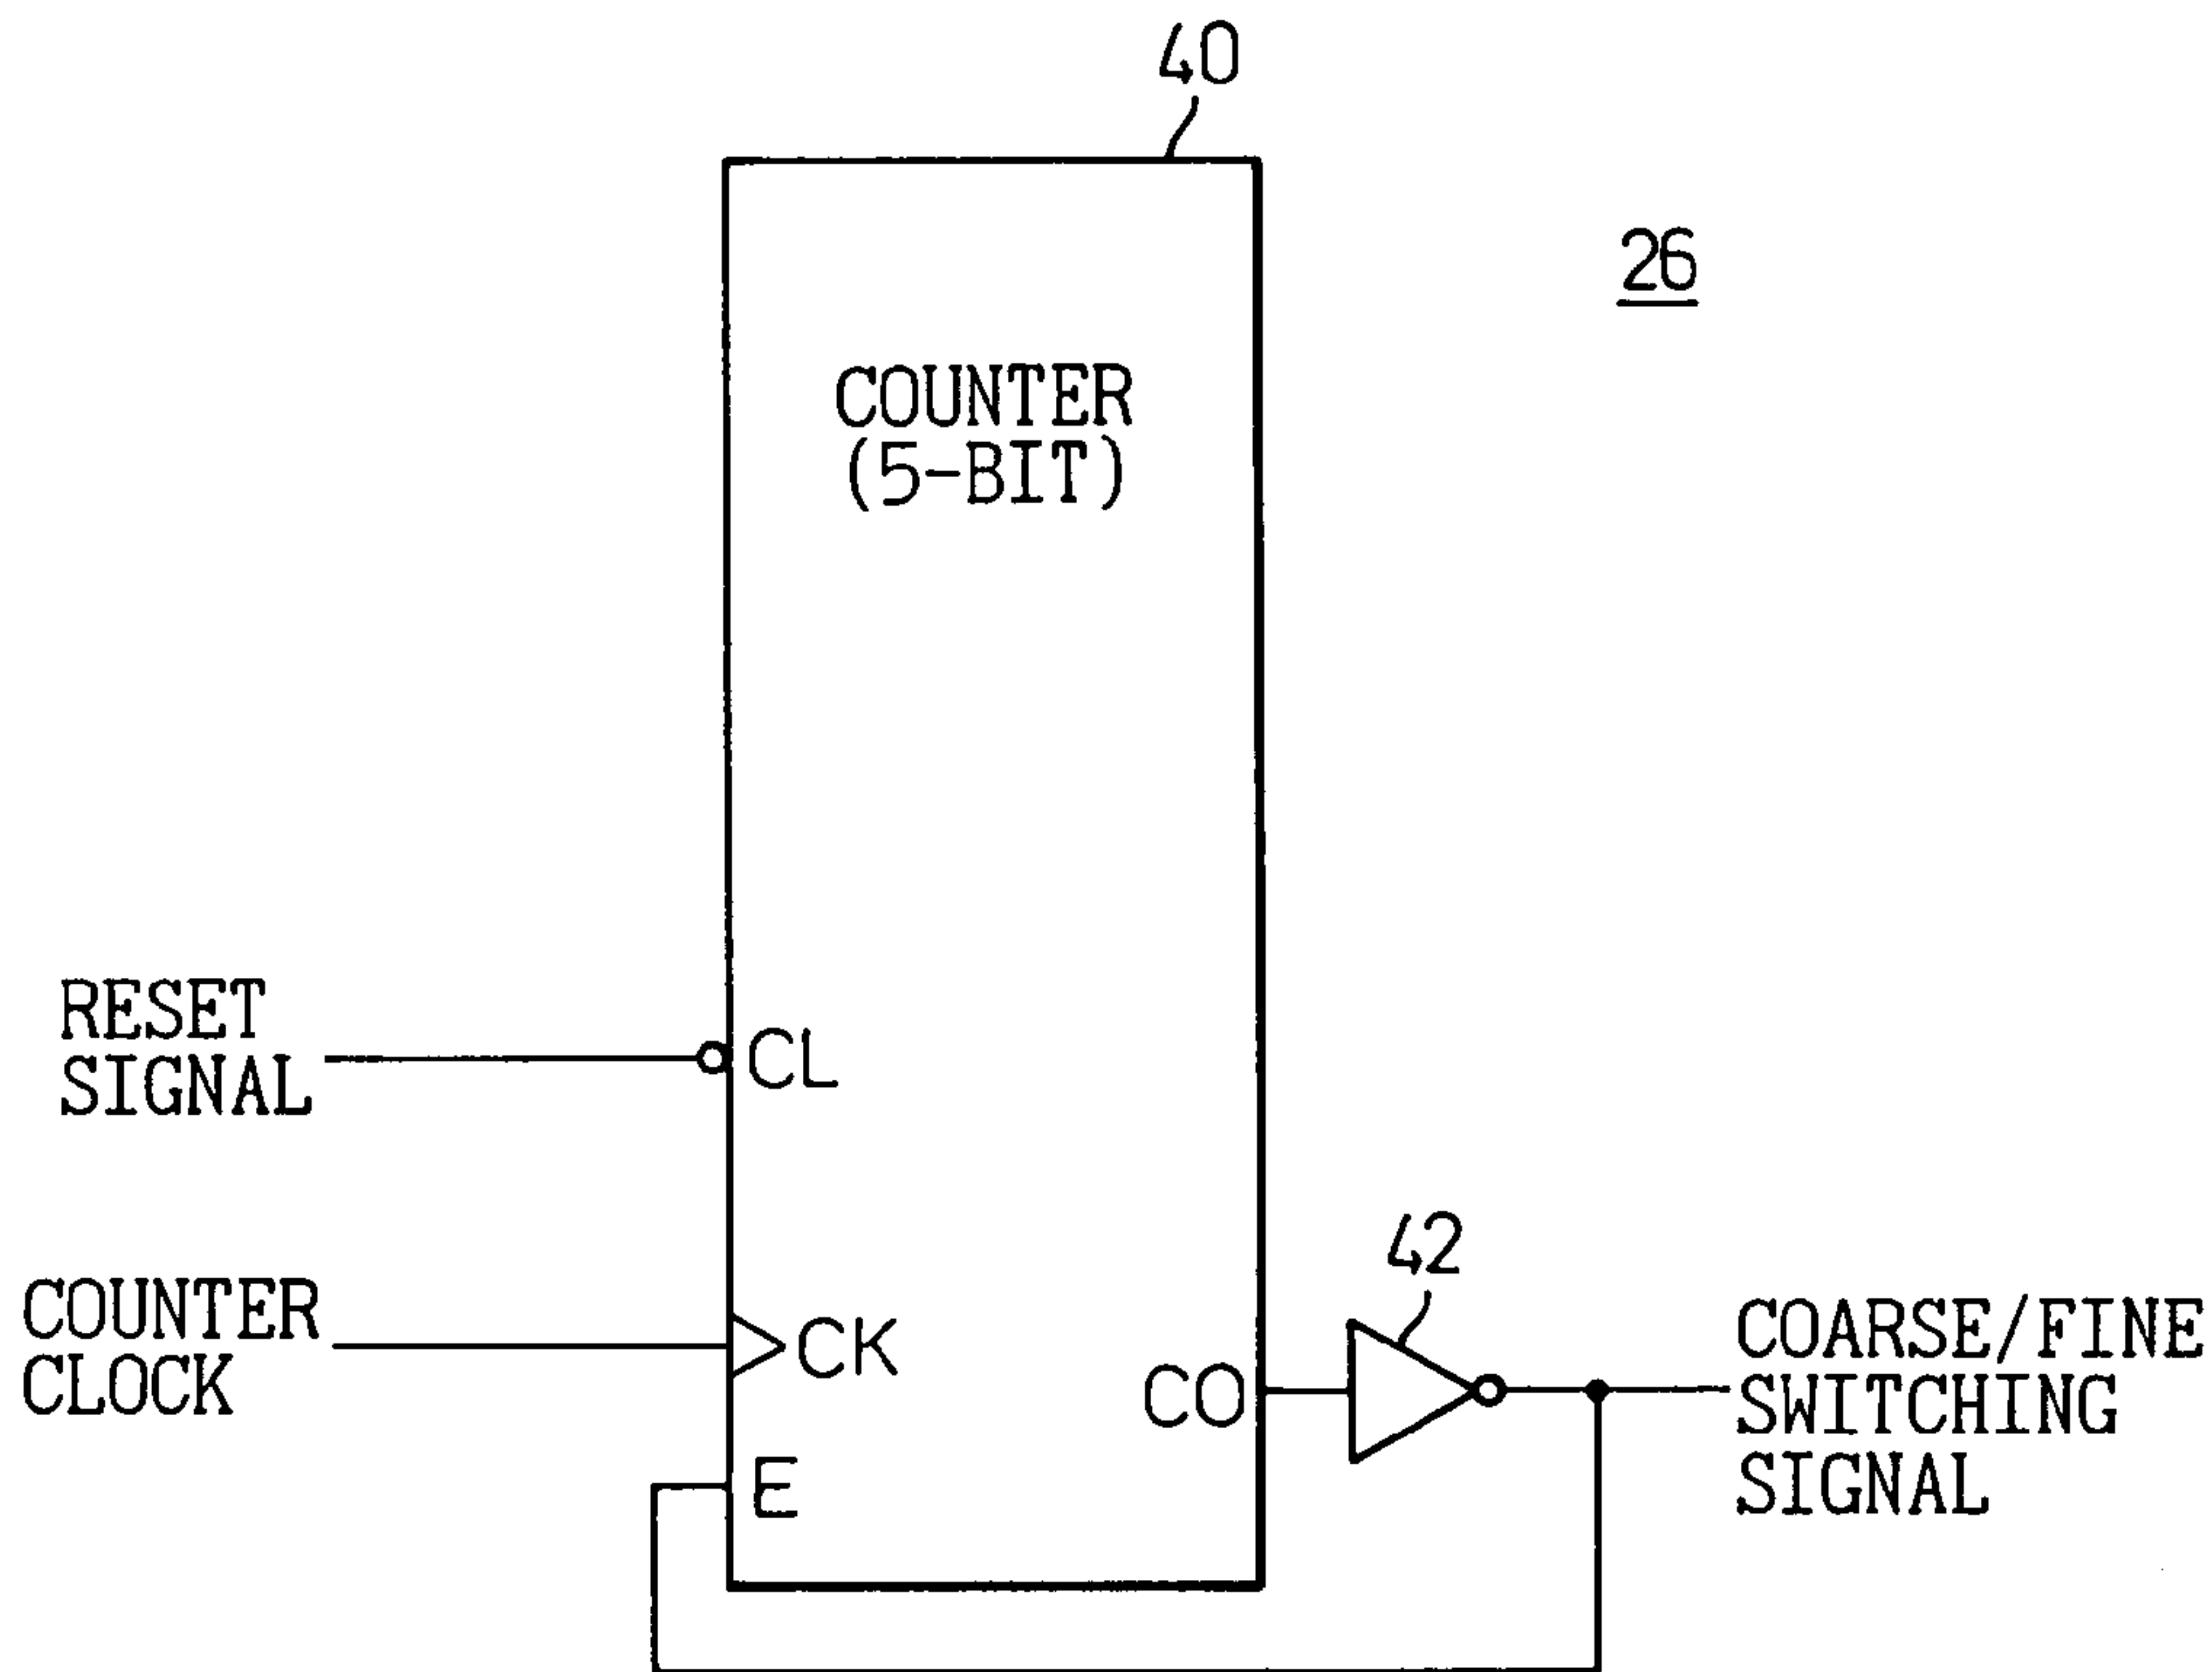 40
26
COUNTER
(5-BIT)
RESET
SIGNAL
CL
COUNTER
CLOCK
CK
E
CO
42
COARSE/FINE
SWITCHING
SIGNAL